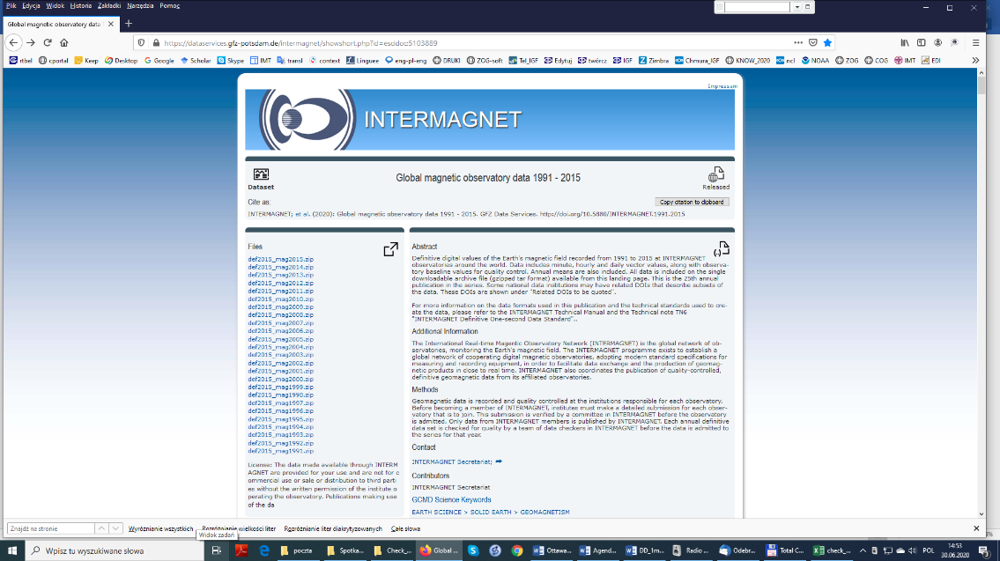 Plik Edycja Widok Historia Zakładki Narzędzia Pomoc
Global magnetic observatory data
https://dataservices.gfz-potsdam.de/intermagnet/showshort.php?id=esidoc:5103889
rtbel cportal Keep Desktop Google Scholar Skype IMT transl context Linguee eng-pl-eng DRUKI ZOG-soft Tel_IGF Edytuj twórcz IGF Zimbra Chmura_IGF KNOW_2020 ncl NOAA ZOG COG IMT EDI
Impressum
INTERMAGNET
Dataset
Global magnetic observatory data 1991 - 2015
Released
Cite as:
Copy citation to clipboard
INTERMAGNET; et al. (2020): Global magnetic observatory data 1991 - 2015. GFZ Data Services. http://doi.org/10.5880/INTERMAGNET.1991.2015
Files
def2015_mag2015.zip
def2015_mag2014.zip
def2015_mag2013.zip
def2015_mag2012.zip
def2015_mag2011.zip
def2015_mag2010.zip
def2015_mag2009.zip
def2015_mag2008.zip
def2015_mag2007.zip
def2015_mag2006.zip
def2015_mag2005.zip
def2015_mag2004.zip
def2015_mag2003.zip
def2015_mag2002.zip
def2015_mag2001.zip
def2015_mag2000.zip
def2015_mag1999.zip
def2015_mag1998.zip
def2015_mag1997.zip
def2015_mag1996.zip
def2015_mag1995.zip
def2015_mag1994.zip
def2015_mag1993.zip
def2015_mag1992.zip
def2015_mag1991.zip
License: The data made available through INTERM
AGNET are provided for your use and are not for c
ommercial use or sale or distribution to third parti
es without the written permission of the institute o
perating the observatory. Publications making use
of the da
Abstract
Definitive digital values of the Earth's magnetic field recorded from 1991 to 2015 at INTERMAGNET
observatories around the world. Data includes minute, hourly and daily vector values, along with observa-
tory baseline values for quality control. Annual means are also included. All data is included on the single
downloadable archive file (gzipped tar format) available from this landing page. This is the 25th annual
publication in the series. Some national data institutions may have related DOIs that describe subsets of
the data. These DOIs are shown under "Related DOIs to be quoted".
For more information on the data formats used in this publication and the technical standards used to cre-
ate the data, please refer to the INTERMAGNET Technical Manual and the Technical note TN6
"INTERMAGNET Definitive One-second Data Standard"..
Additional Information
The International Real-time Magentic Observatory Network (INTERMAGNET) is the global network of ob-
servatories, monitoring the Earth's magnetic field. The INTERMAGNET programme exists to establish a
global network of cooperating digital magnetic observatories, adopting modern standard specifications for
measuring and recording equipment, in order to facilitate data exchange and the production of geomag-
netic products in close to real time. INTERMAGNET also coordinates the publication of quality-controlled,
definitive geomagnetic data from its affiliated observatories.
Methods
Geomagnetic data is recorded and quality controlled at the institutions responsible for each observatory.
Before becoming a member of INTERMAGNET, institutes must make a detailed submission for each obser-
vatory that is to join. This submission is verified by a committee in INTERMAGNET before the observatory
is admitted. Only data from INTERMAGNET members is published by INTERMAGNET. Each annual definitive
data set is checked for quality by a team of data checkers in INTERMAGNET before the data is admitted to
the series for that year.
Contact
INTERMAGNET Secretariat;
Contributors
INTERMAGNET Secretariat
GCMD Science Keywords
EARTH SCIENCE > SOLID EARTH > GEOMAGNETISM
Znajdź na stronie Wyróżnianie wszystkich Rozróżnianie wielkości liter Rozróżnianie liter diakrytyzowanych Całe słowa
Widok zadań
Wpisz tu wyszukiwane słowa
poczta Spotka... Check_... Global ... Ottawa... Agend... DD_1m... Radio ... Odebr... Total C... check_... POL
14:53
30.06.2020
3